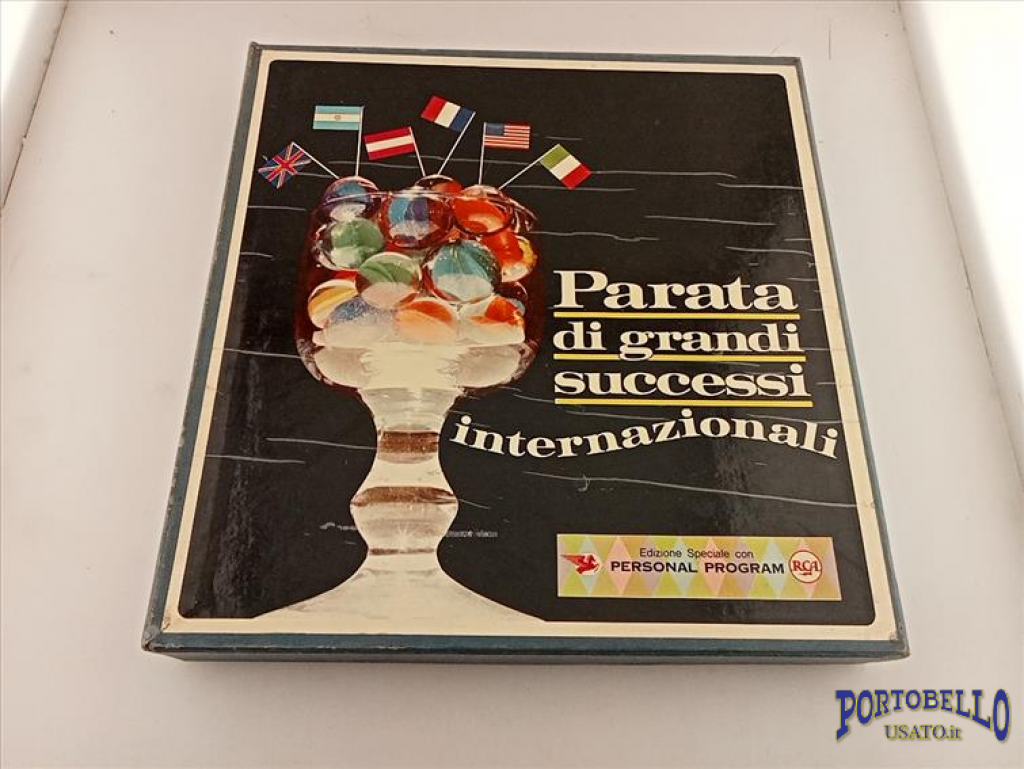 Parata
di grandi
successi
internazionali
Edizione Speciale con
PERSONAL PROGRAM
RCA
PORTOBELLO
USATO.it